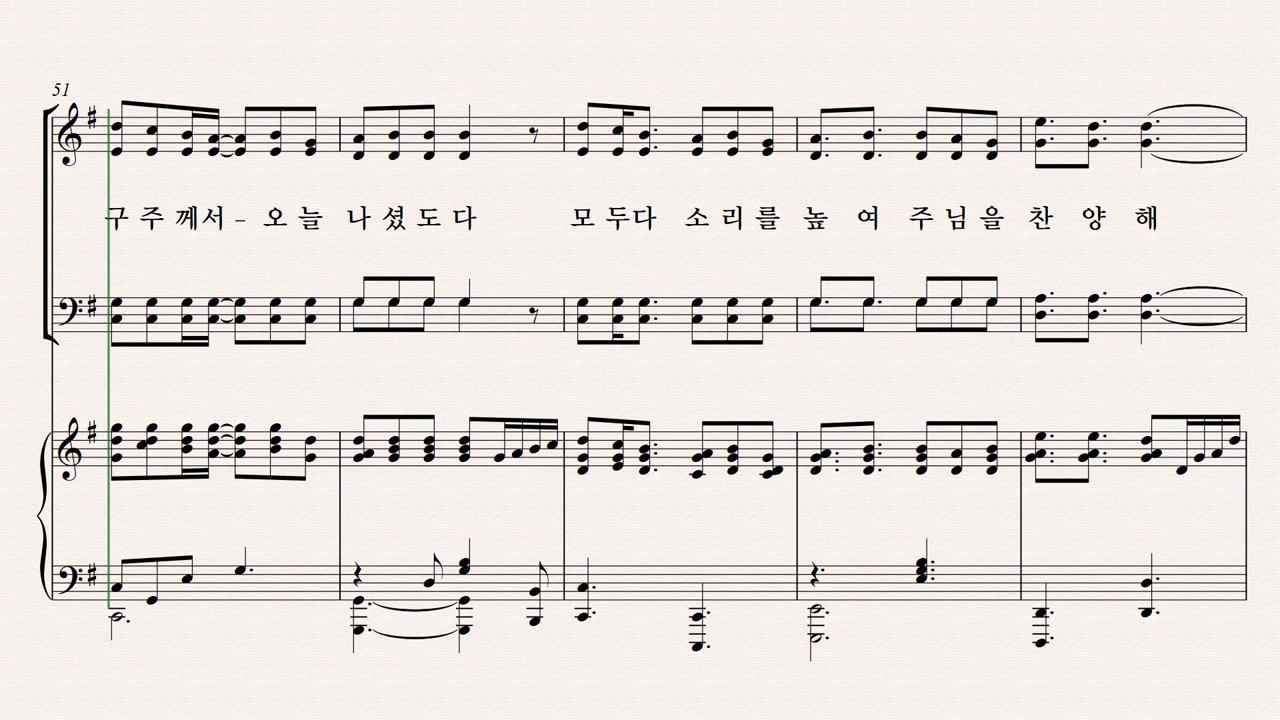 51
구 주 께서 - 오 늘 나 셨 도 다 모 두다 소 리 를 높 여 주 님 을 찬 양 해